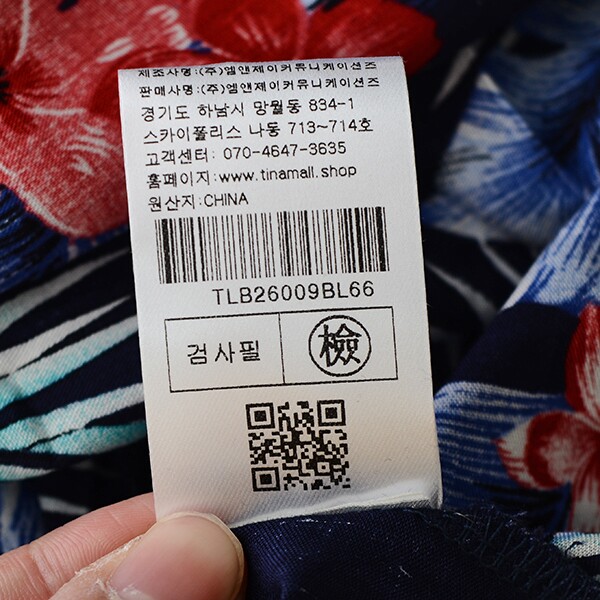 제조사명:(주)엘앤제이커뮤니케이션즈
판매사명:(주)엘앤제이커뮤니케이션즈
경기도 하남시 망월동 834-1
스카이폴리스 나동 713~714호
고객센터: 070-4647-3635
홈페이지:www.tinamall.shop
원산지:CHINA
TLB26009BL66
검사필 檢